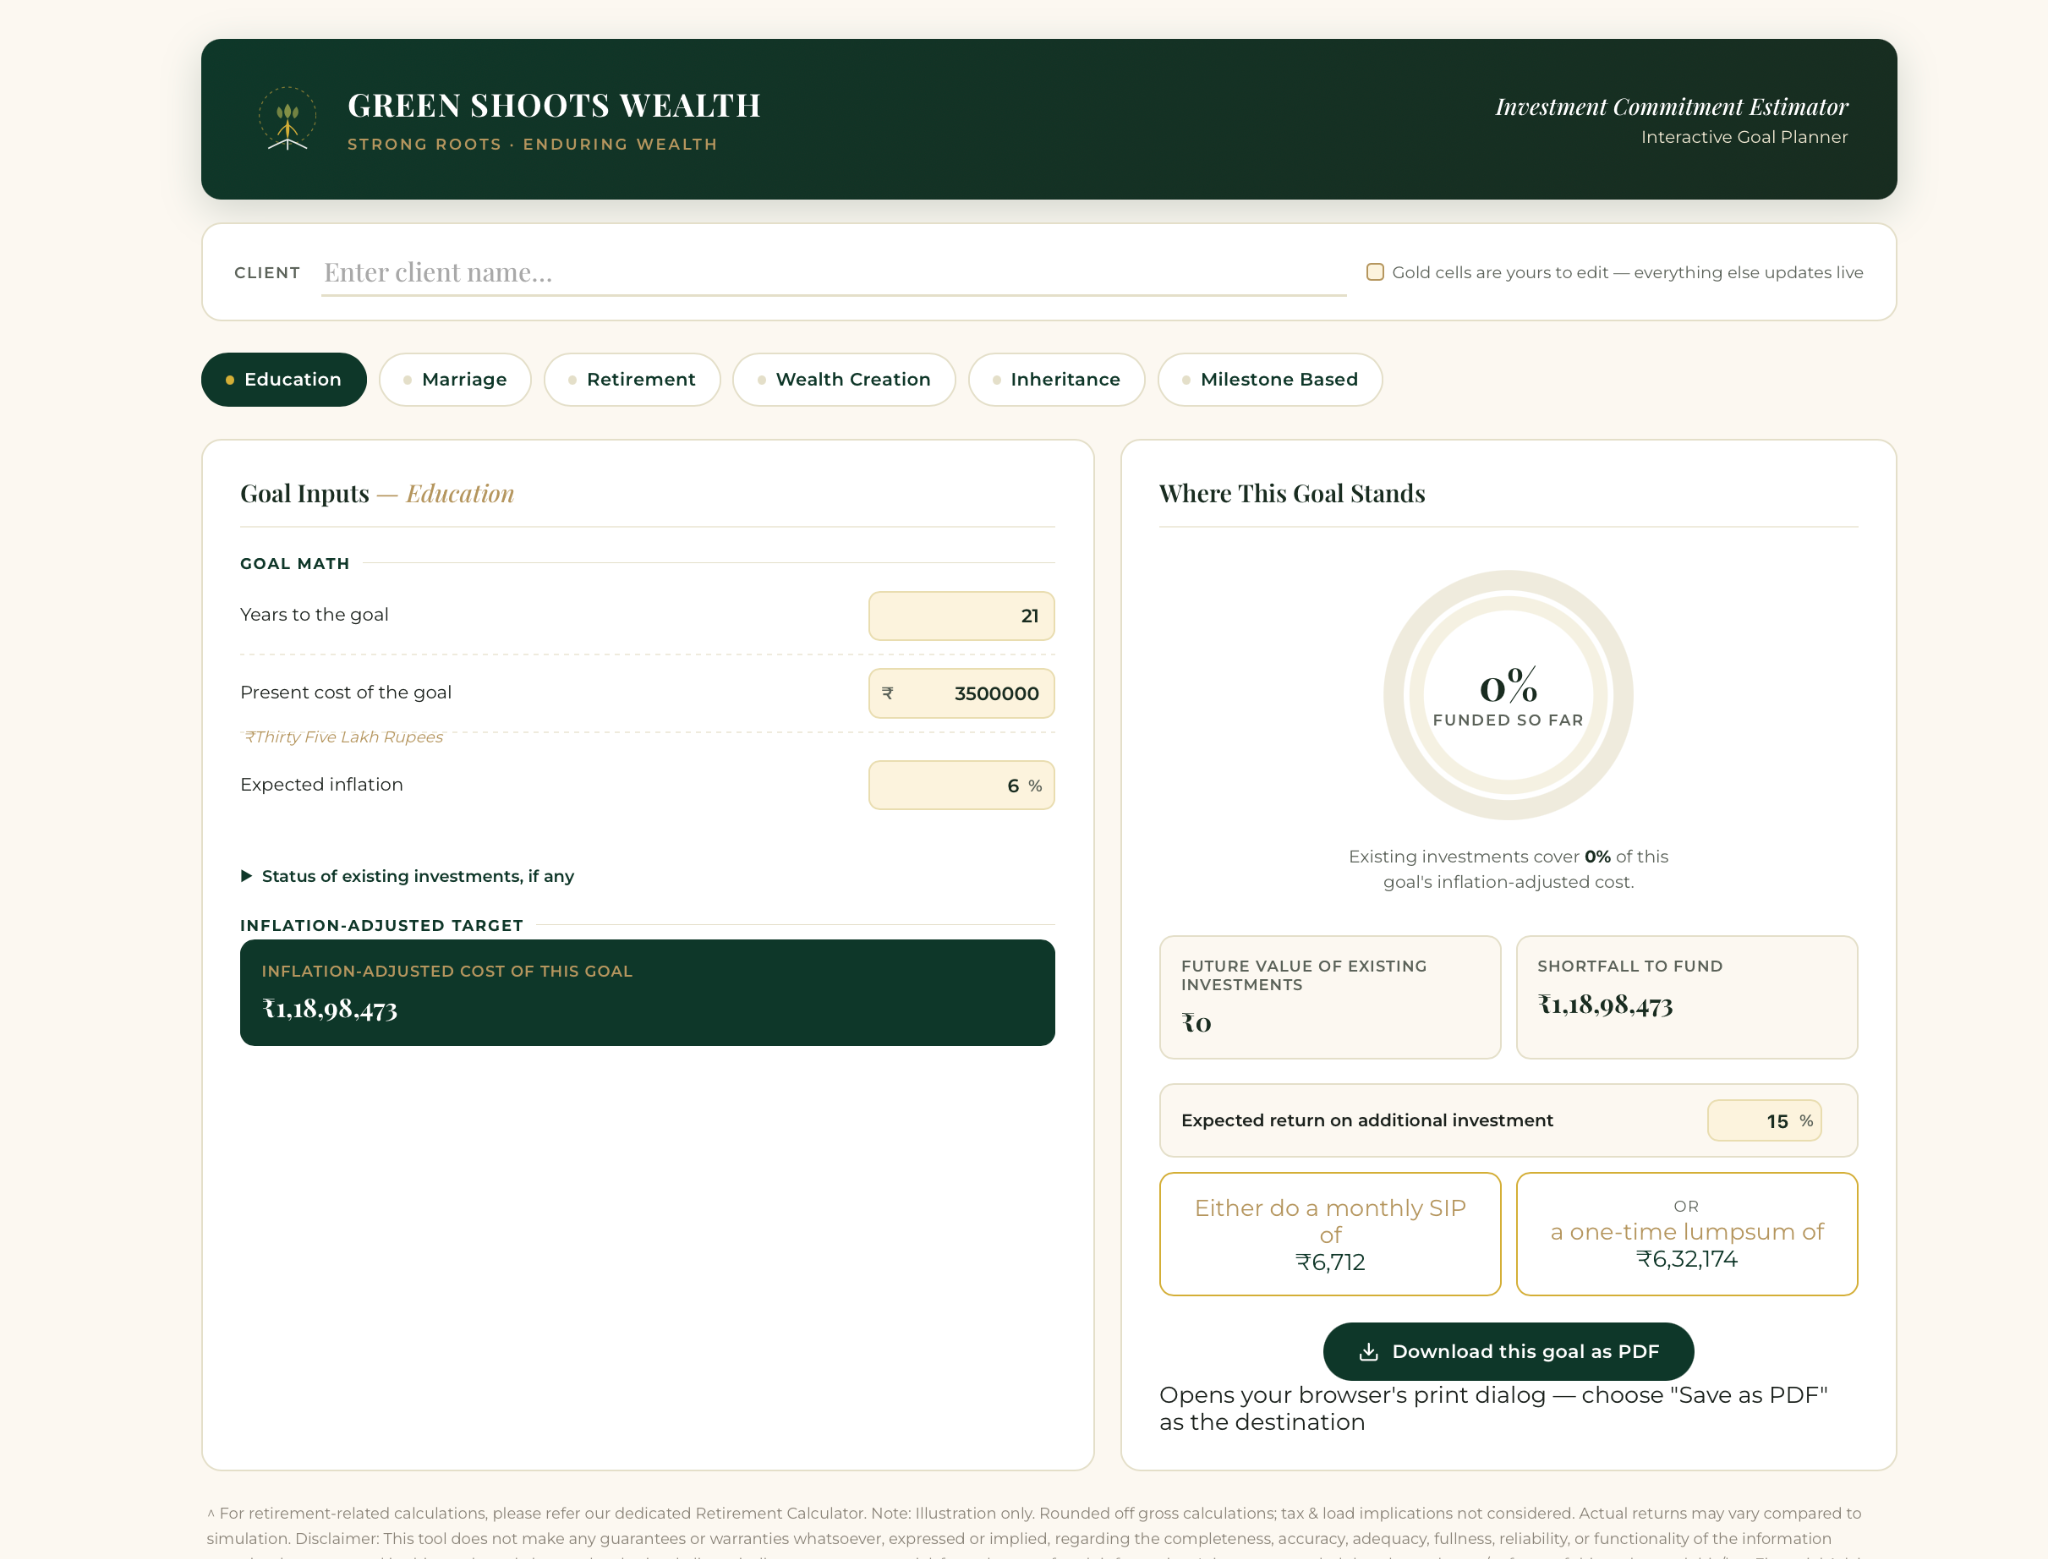 GREEN SHOOTS WEALTH
STRONG ROOTS · ENDURING WEALTH
Investment Commitment Estimator
Interactive Goal Planner
CLIENT
Enter client name...
Gold cells are yours to edit — everything else updates live
Education
Marriage
Retirement
Wealth Creation
Inheritance
Milestone Based
Goal Inputs — Education
GOAL MATH
Years to the goal
21
Present cost of the goal
₹ 3500000
₹Thirty Five Lakh Rupees
Expected inflation
6 %
▶ Status of existing investments, if any
INFLATION-ADJUSTED TARGET
INFLATION-ADJUSTED COST OF THIS GOAL
₹1,18,98,473
Where This Goal Stands
0%
FUNDED SO FAR
Existing investments cover 0% of this
goal's inflation-adjusted cost.
FUTURE VALUE OF EXISTING
INVESTMENTS
₹0
SHORTFALL TO FUND
₹1,18,98,473
Expected return on additional investment
15 %
Either do a monthly SIP
of
₹6,712
OR
a one-time lumpsum of
₹6,32,174
Download this goal as PDF
Opens your browser's print dialog — choose "Save as PDF"
as the destination
^ For retirement-related calculations, please refer our dedicated Retirement Calculator. Note: Illustration only. Rounded off gross calculations; tax & load implications not considered. Actual returns may vary compared to
simulation. Disclaimer: This tool does not make any guarantees or warranties whatsoever, expressed or implied, regarding the completeness, accuracy, adequacy, fullness, reliability, or functionality of the information